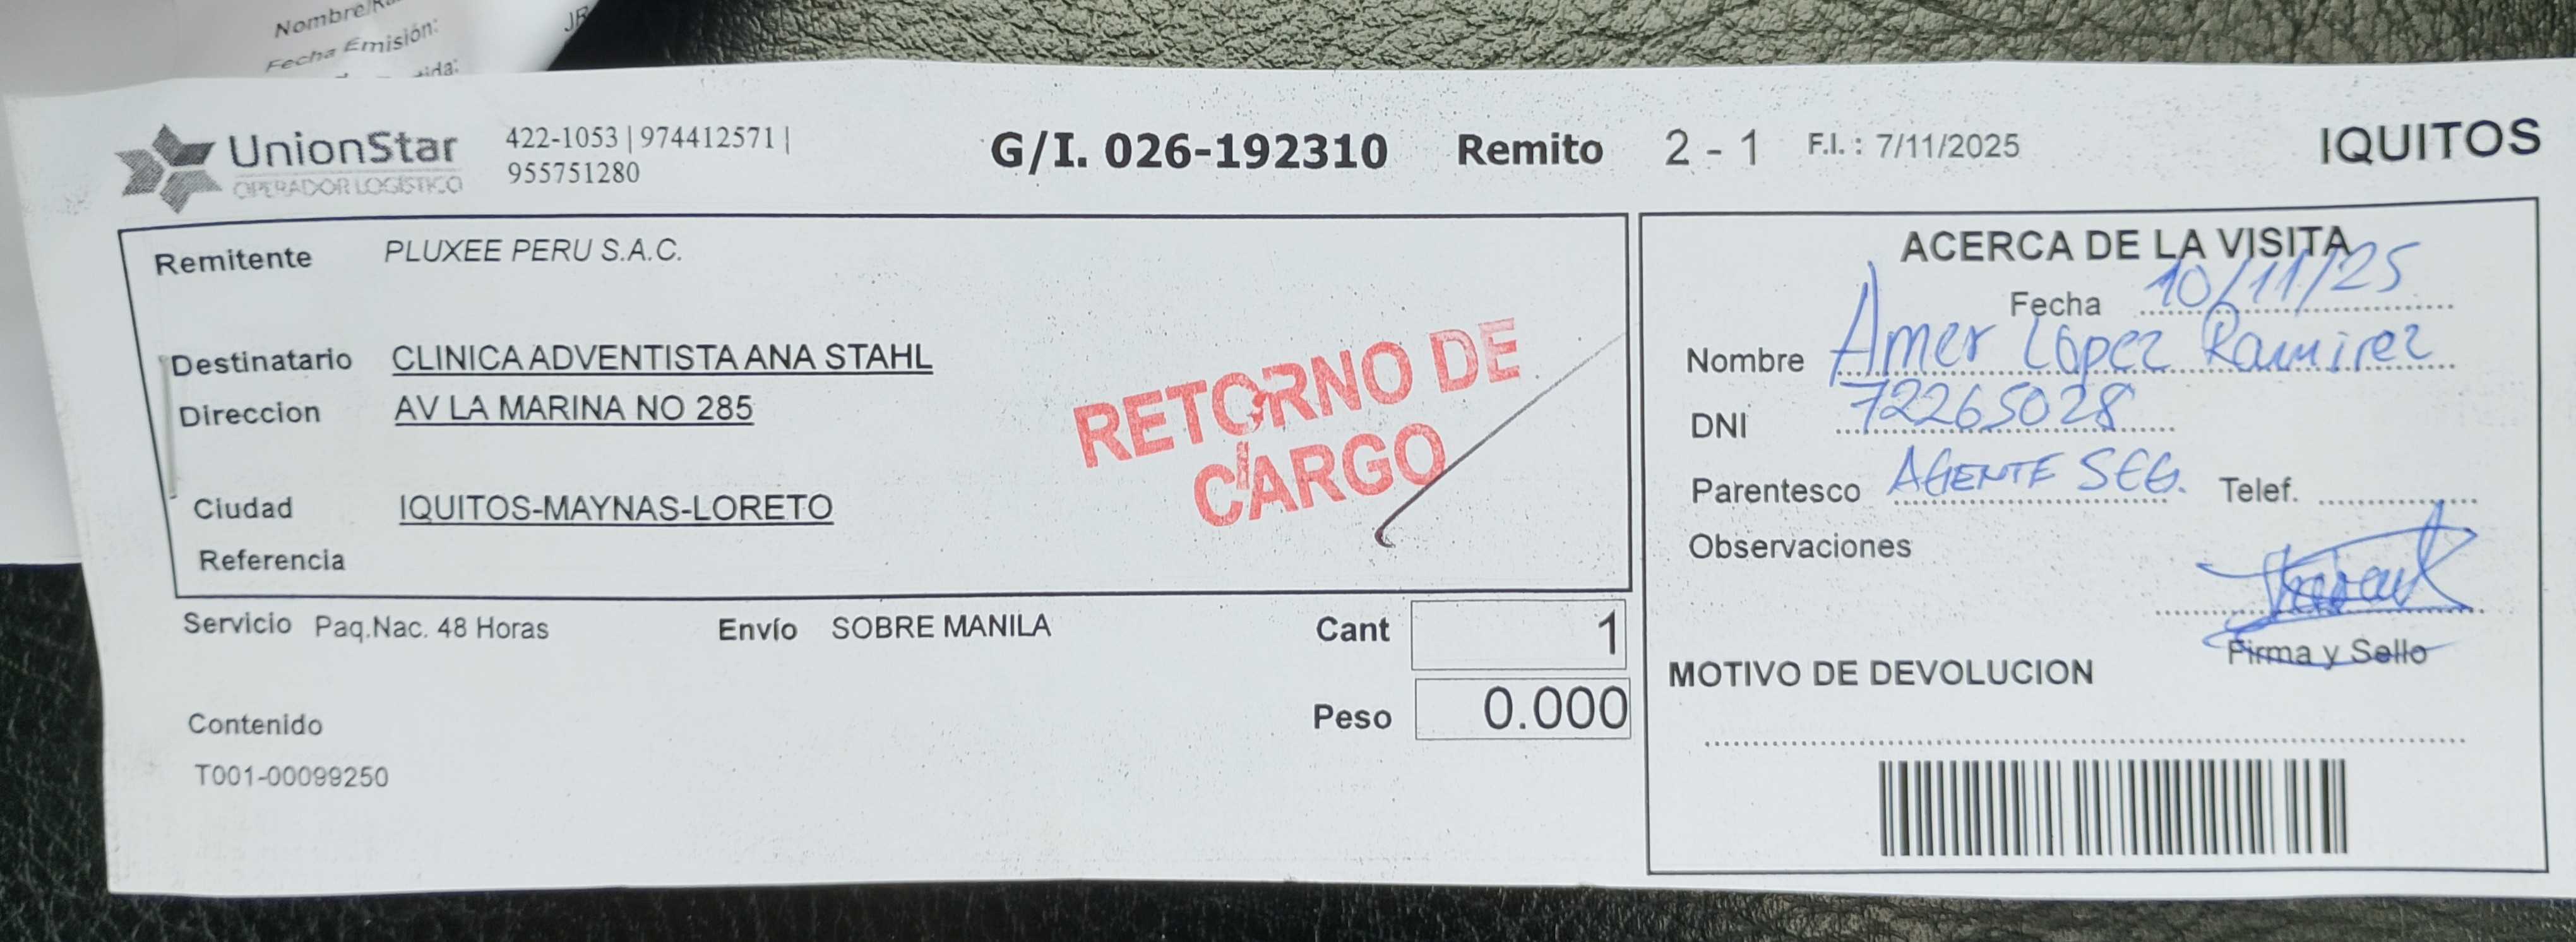 Nombre/R
Fecha Emisión:
ida:
JR
UnionStar
OPERADOR LOGÍSTICO
422-1053 | 974412571 |
955751280
G/I. 026-192310 Remito 2 - 1 F.I. : 7/11/2025 IQUITOS
Remitente PLUXEE PERU S.A.C.
Destinatario CLINICA ADVENTISTA ANA STAHL
Direccion AV LA MARINA NO 285
Ciudad IQUITOS-MAYNAS-LORETO
Referencia
RETORNO DE
CARGO
Servicio Paq.Nac. 48 Horas Envío SOBRE MANILA Cant 1
Peso 0.000
Contenido
T001-00099250
ACERCA DE LA VISITA
Fecha 10/11/25
Nombre Amer López Ramirez
DNI 72265028
Parentesco AGENTE SEG. Telef.
Observaciones
Firma y Sello
MOTIVO DE DEVOLUCION